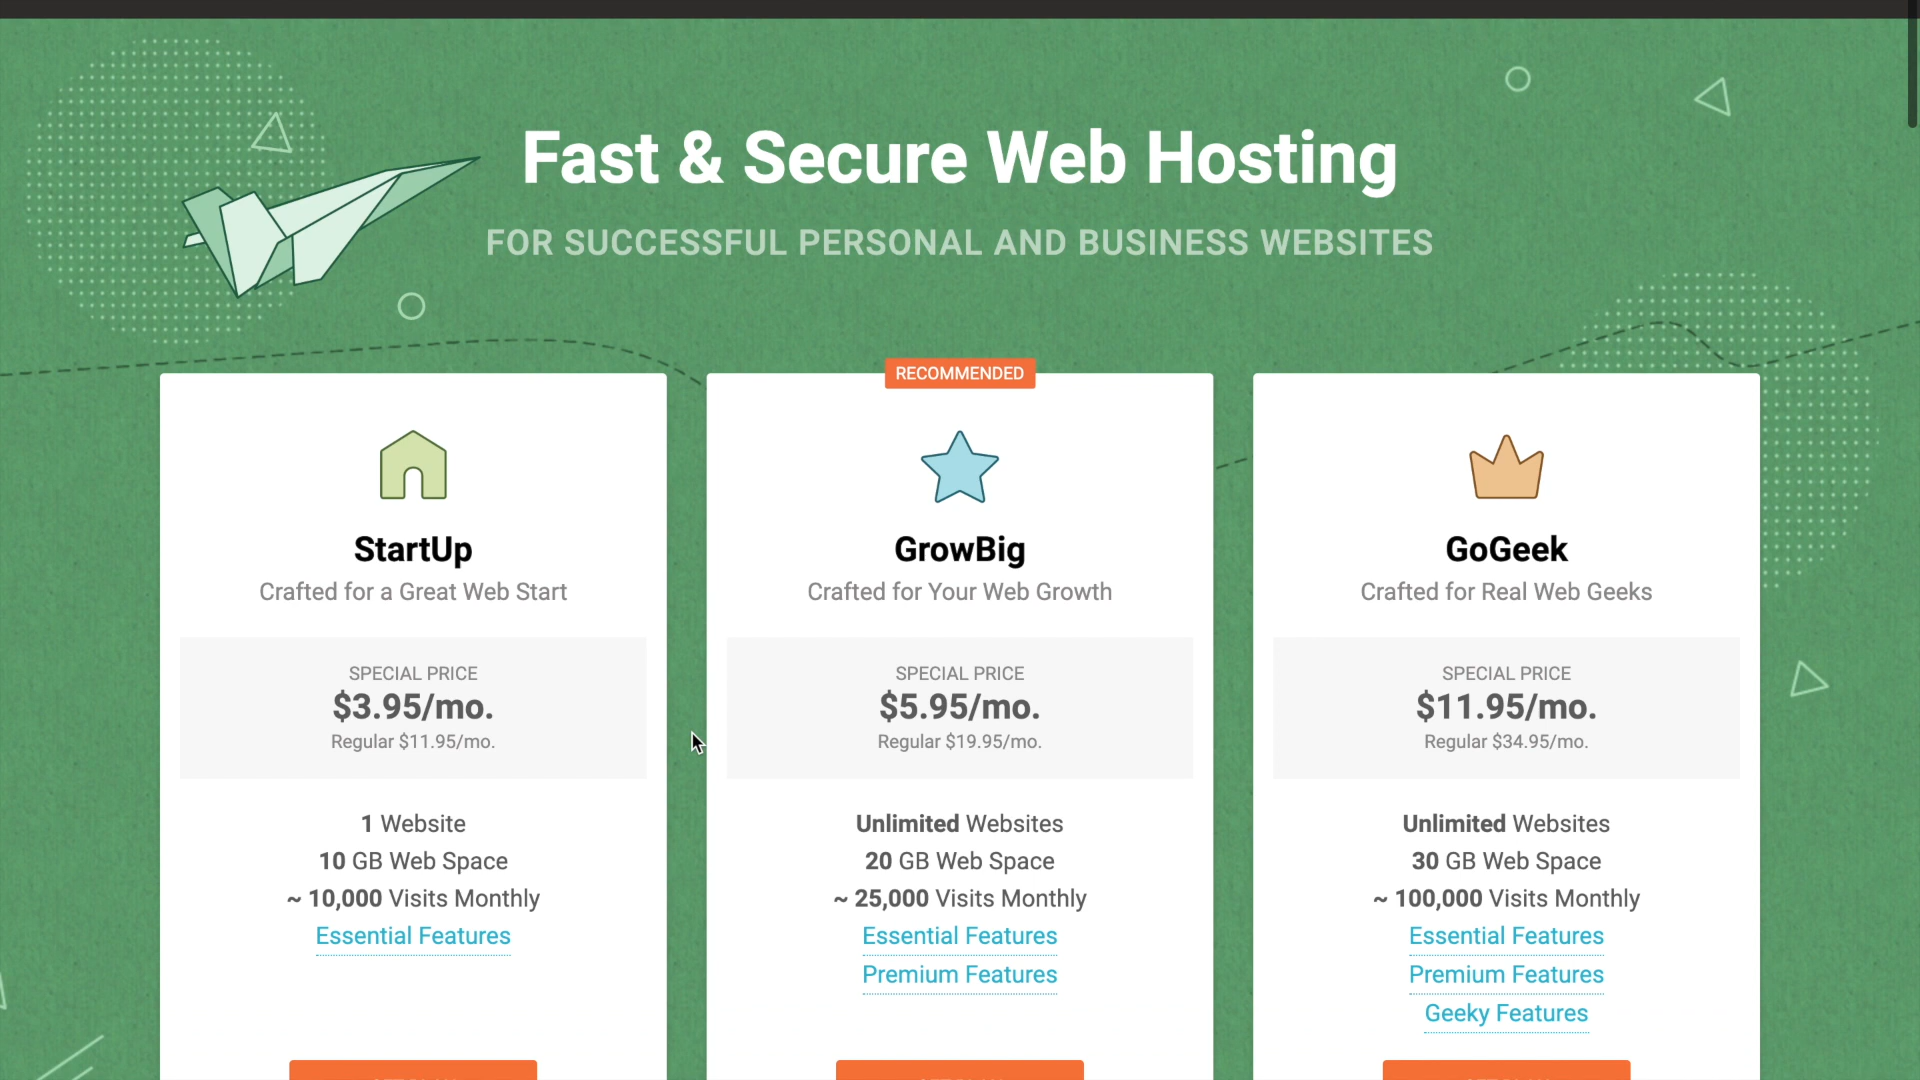 Fast & Secure Web Hosting
FOR SUCCESSFUL PERSONAL AND BUSINESS WEBSITES
StartUp
Crafted for a Great Web Start
SPECIAL PRICE
$3.95/mo.
Regular $11.95/mo.
1 Website
10 GB Web Space
~ 10,000 Visits Monthly
Essential Features
RECOMMENDED
GrowBig
Crafted for Your Web Growth
SPECIAL PRICE
$5.95/mo.
Regular $19.95/mo.
Unlimited Websites
20 GB Web Space
~ 25,000 Visits Monthly
Essential Features
Premium Features
GoGeek
Crafted for Real Web Geeks
SPECIAL PRICE
$11.95/mo.
Regular $34.95/mo.
Unlimited Websites
30 GB Web Space
~ 100,000 Visits Monthly
Essential Features
Premium Features
Geeky Features